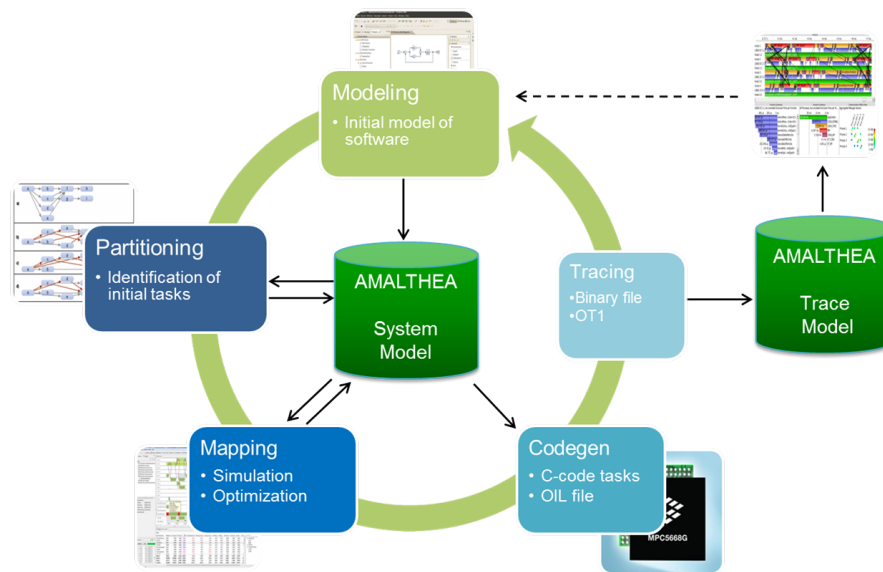 Modeling
• Initial model of
software
Partitioning
• Identification of
initial tasks
AMALTHEA
System
Model
Tracing
•Binary file
•OT1
AMALTHEA
Trace
Model
Mapping
• Simulation
• Optimization
Codegen
• C-code tasks
• OIL file
MPC5668G